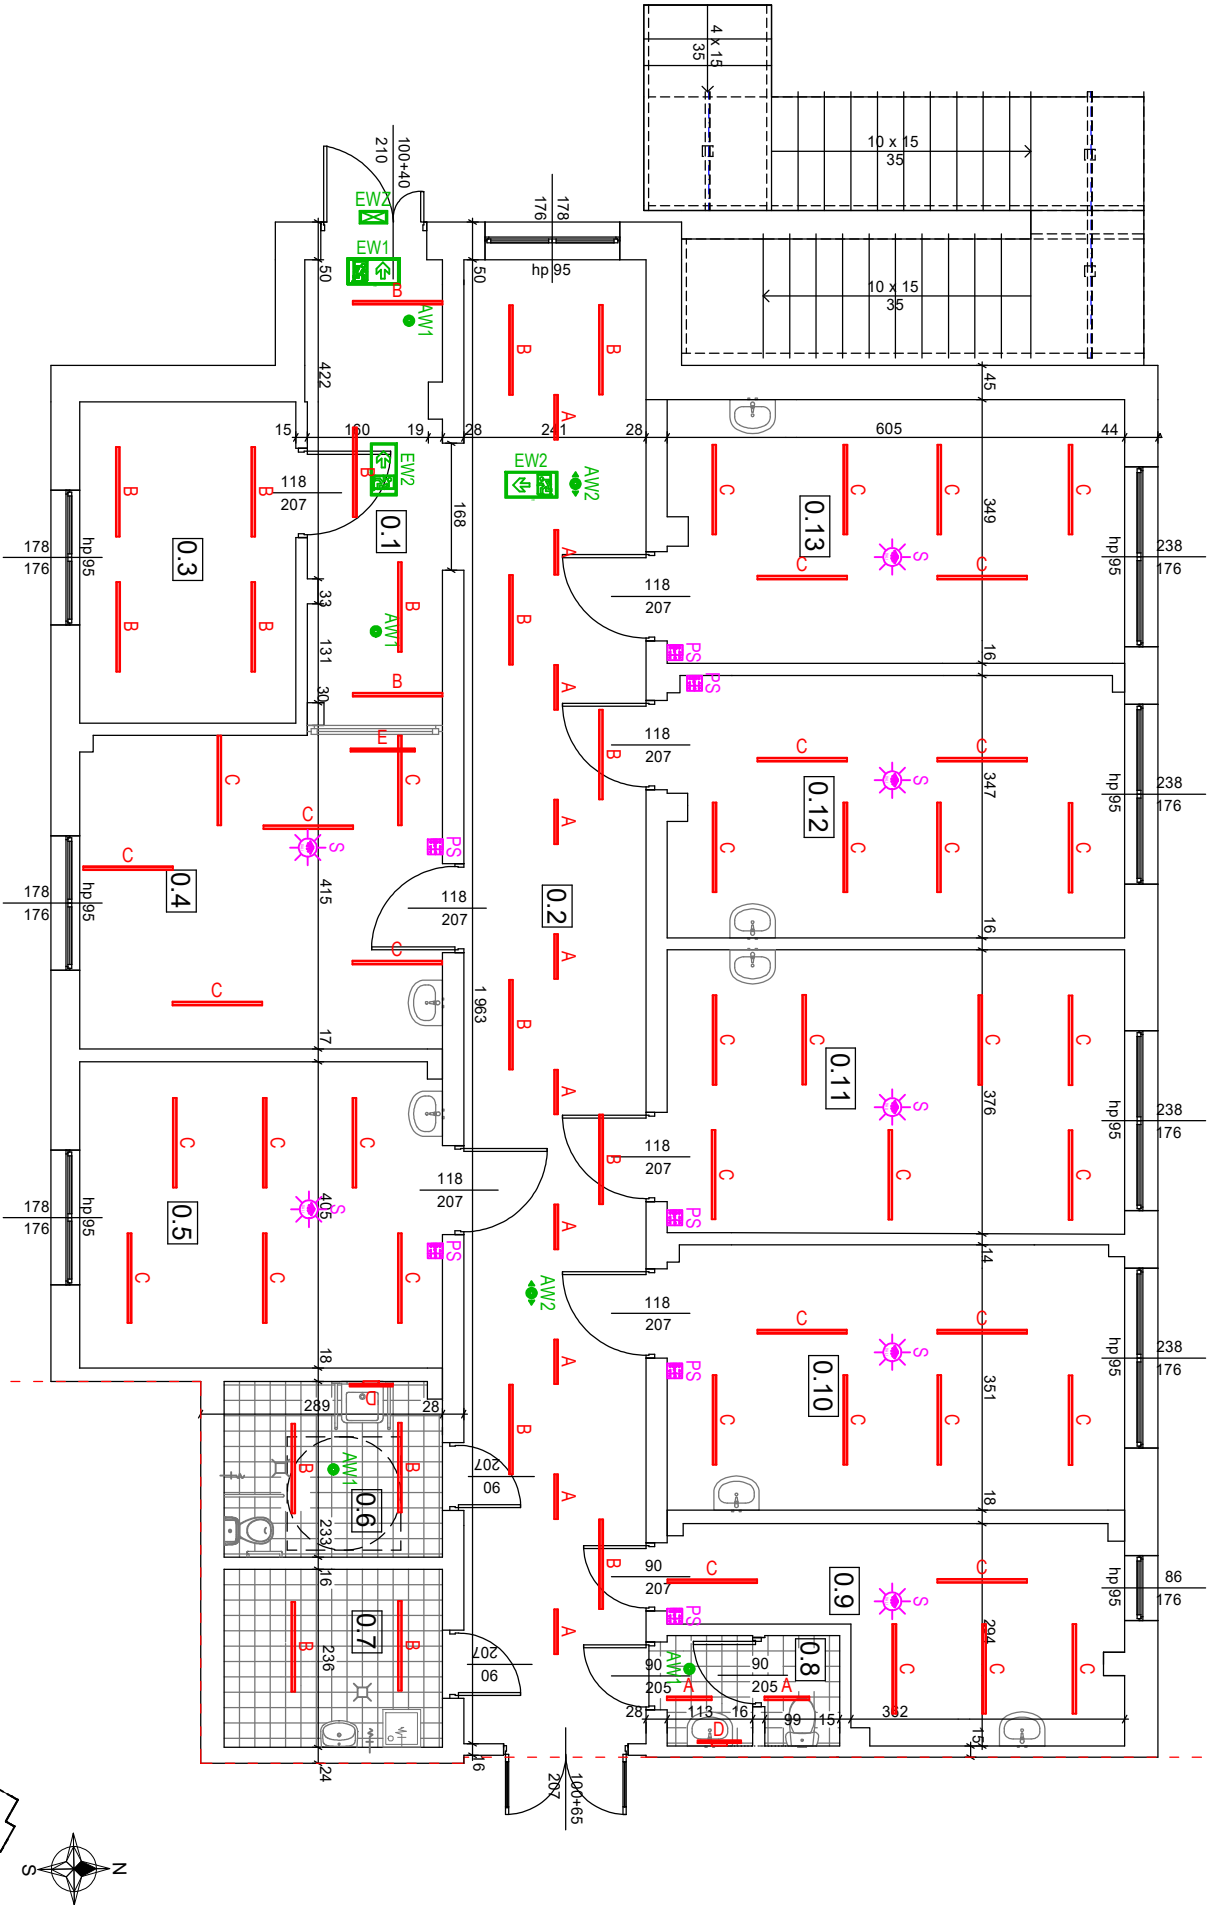 4 x 15
35
10 x 15
35
10 x 15
35
100+40
210
EWZ
EW1
B
AW1
50
422
178
176
hp 95
50
B
B
A
45
15
160
19
28
241
28
605
44
B
EW2
118
207
0.1
168
EW2
AW2
A
0.3
B
B
B
B
178
176
hp 95
33
131
30
B
AW1
B
E
0.13
C
C
C
C
C
C
S
349
238
176
hp 95
118
207
PS
16
B
A
B
118
207
PS
0.12
C
C
C
C
C
C
S
347
238
176
hp 95
16
C
C
C
C
C
C
S
PS
0.4
415
178
176
hp 95
118
207
17
0.2
A
A
A
B
1 963
0.11
C
C
C
C
C
C
C
S
376
238
176
hp 95
118
207
PS
14
B
A
0.5
C
C
C
C
C
C
S
405
PS
178
176
hp 95
118
207
18
AW2
A
B
A
118
207
PS
0.10
C
C
C
C
C
C
S
351
238
176
hp 95
18
289
28
D
B
B
AW1
0.6
233
207
90
16
0.7
B
B
236
207
90
24
B
A
90
207
PS
0.9
C
C
C
C
C
S
294
86
176
hp 95
0.8
90
205
90
205
AW1
A
A
D
28
113
16
99
15
362
15
16
100+65
207
S
N